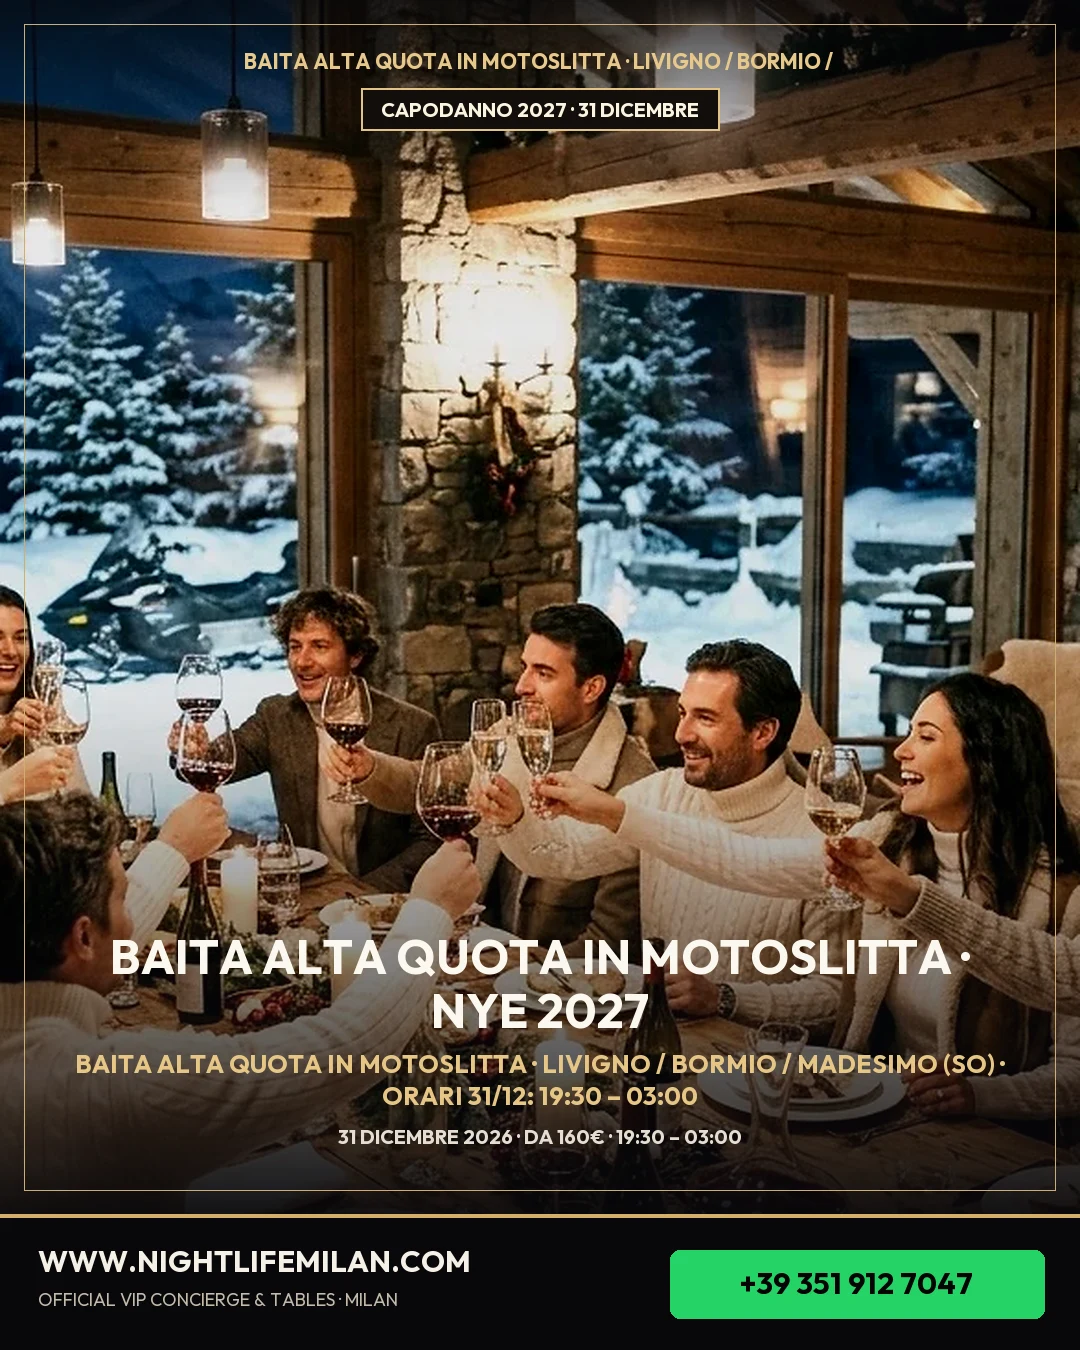 BAITA ALTA QUOTA IN MOTOSLITTA · LIVIGNO / BORMIO /
CAPODANNO 2027 · 31 DICEMBRE
BAITA ALTA QUOTA IN MOTOSLITTA ·
NYE 2027
BAITA ALTA QUOTA IN MOTOSLITTA · LIVIGNO / BORMIO / MADESIMO (SO) ·
ORARI 31/12: 19:30 – 03:00
31 DICEMBRE 2026 · DA 160€ · 19:30 – 03:00
WWW.NIGHTLIFEMILAN.COM
+39 351 912 7047
OFFICIAL VIP CONCIERGE & TABLES · MILAN